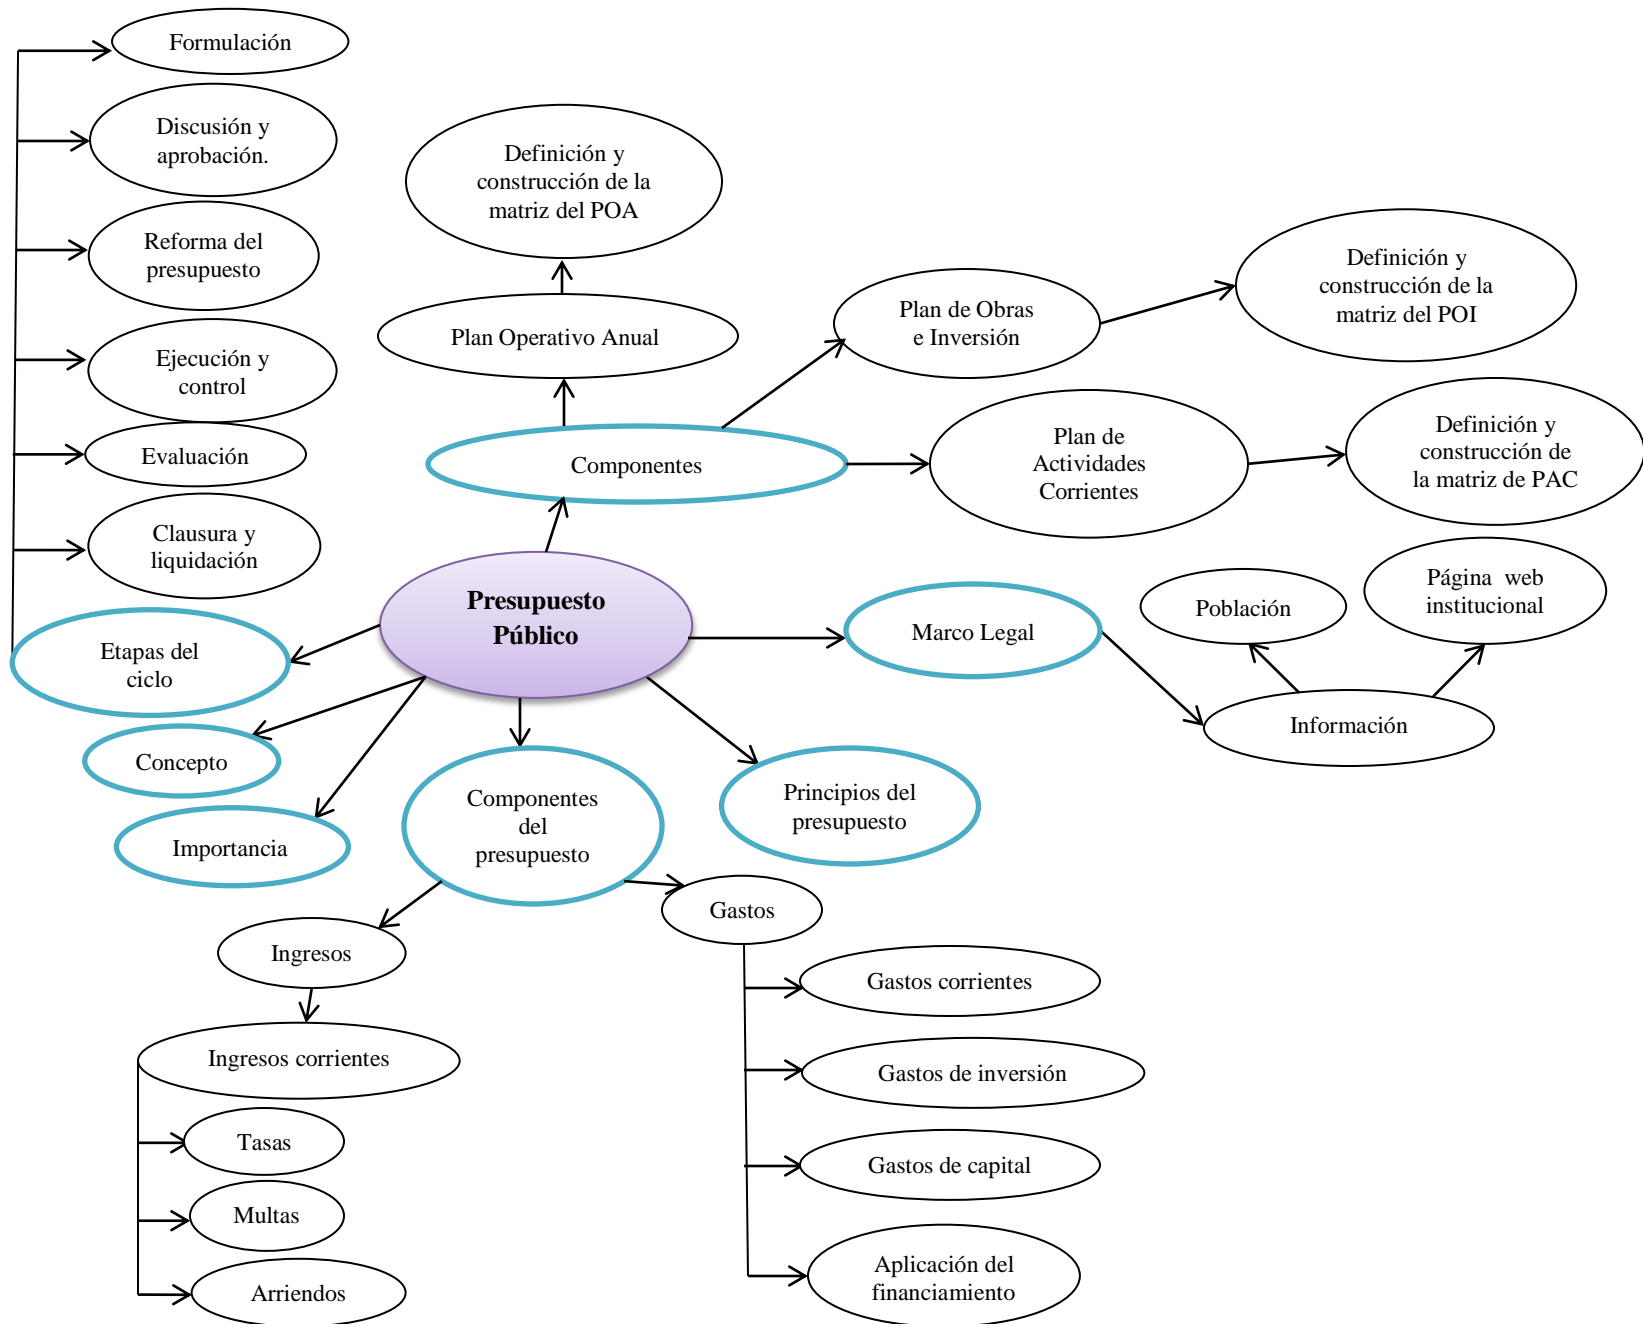 Formulación
Discusión y
aprobación.
Reforma del
presupuesto
Ejecución y
control
Evaluación
Clausura y
liquidación
Etapas del
ciclo
Concepto
Importancia
Definición y
construcción de la
matriz del POA
Plan Operativo Anual
Componentes
Plan de Obras
e Inversión
Definición y
construcción de la
matriz del POI
Plan de
Actividades
Corrientes
Definición y
construcción de
la matriz de PAC
Presupuesto
Público
Marco Legal
Población
Página web
institucional
Información
Componentes
del
presupuesto
Principios del
presupuesto
Ingresos
Ingresos corrientes
Tasas
Multas
Arriendos
Gastos
Gastos corrientes
Gastos de inversión
Gastos de capital
Aplicación del
financiamiento